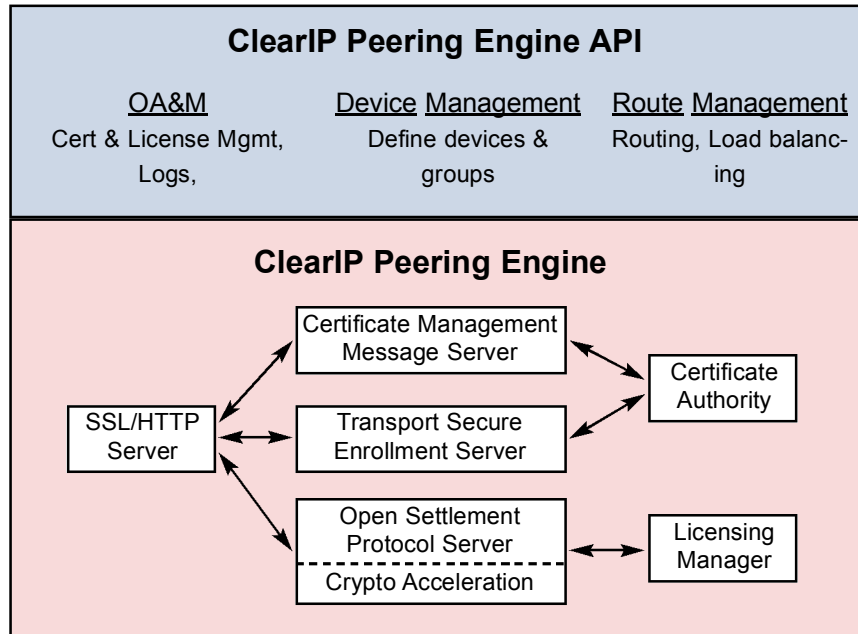 ClearIP Peering Engine API
OA&M
Cert & License Mgmt,
Logs,
Device Management
Define devices &
groups
Route Management
Routing, Load balanc-
ing
ClearIP Peering Engine
Certificate Management
Message Server
SSL/HTTP
Server
Transport Secure
Enrollment Server
Certificate
Authority
Open Settlement
Protocol Server
Crypto Acceleration
Licensing
Manager